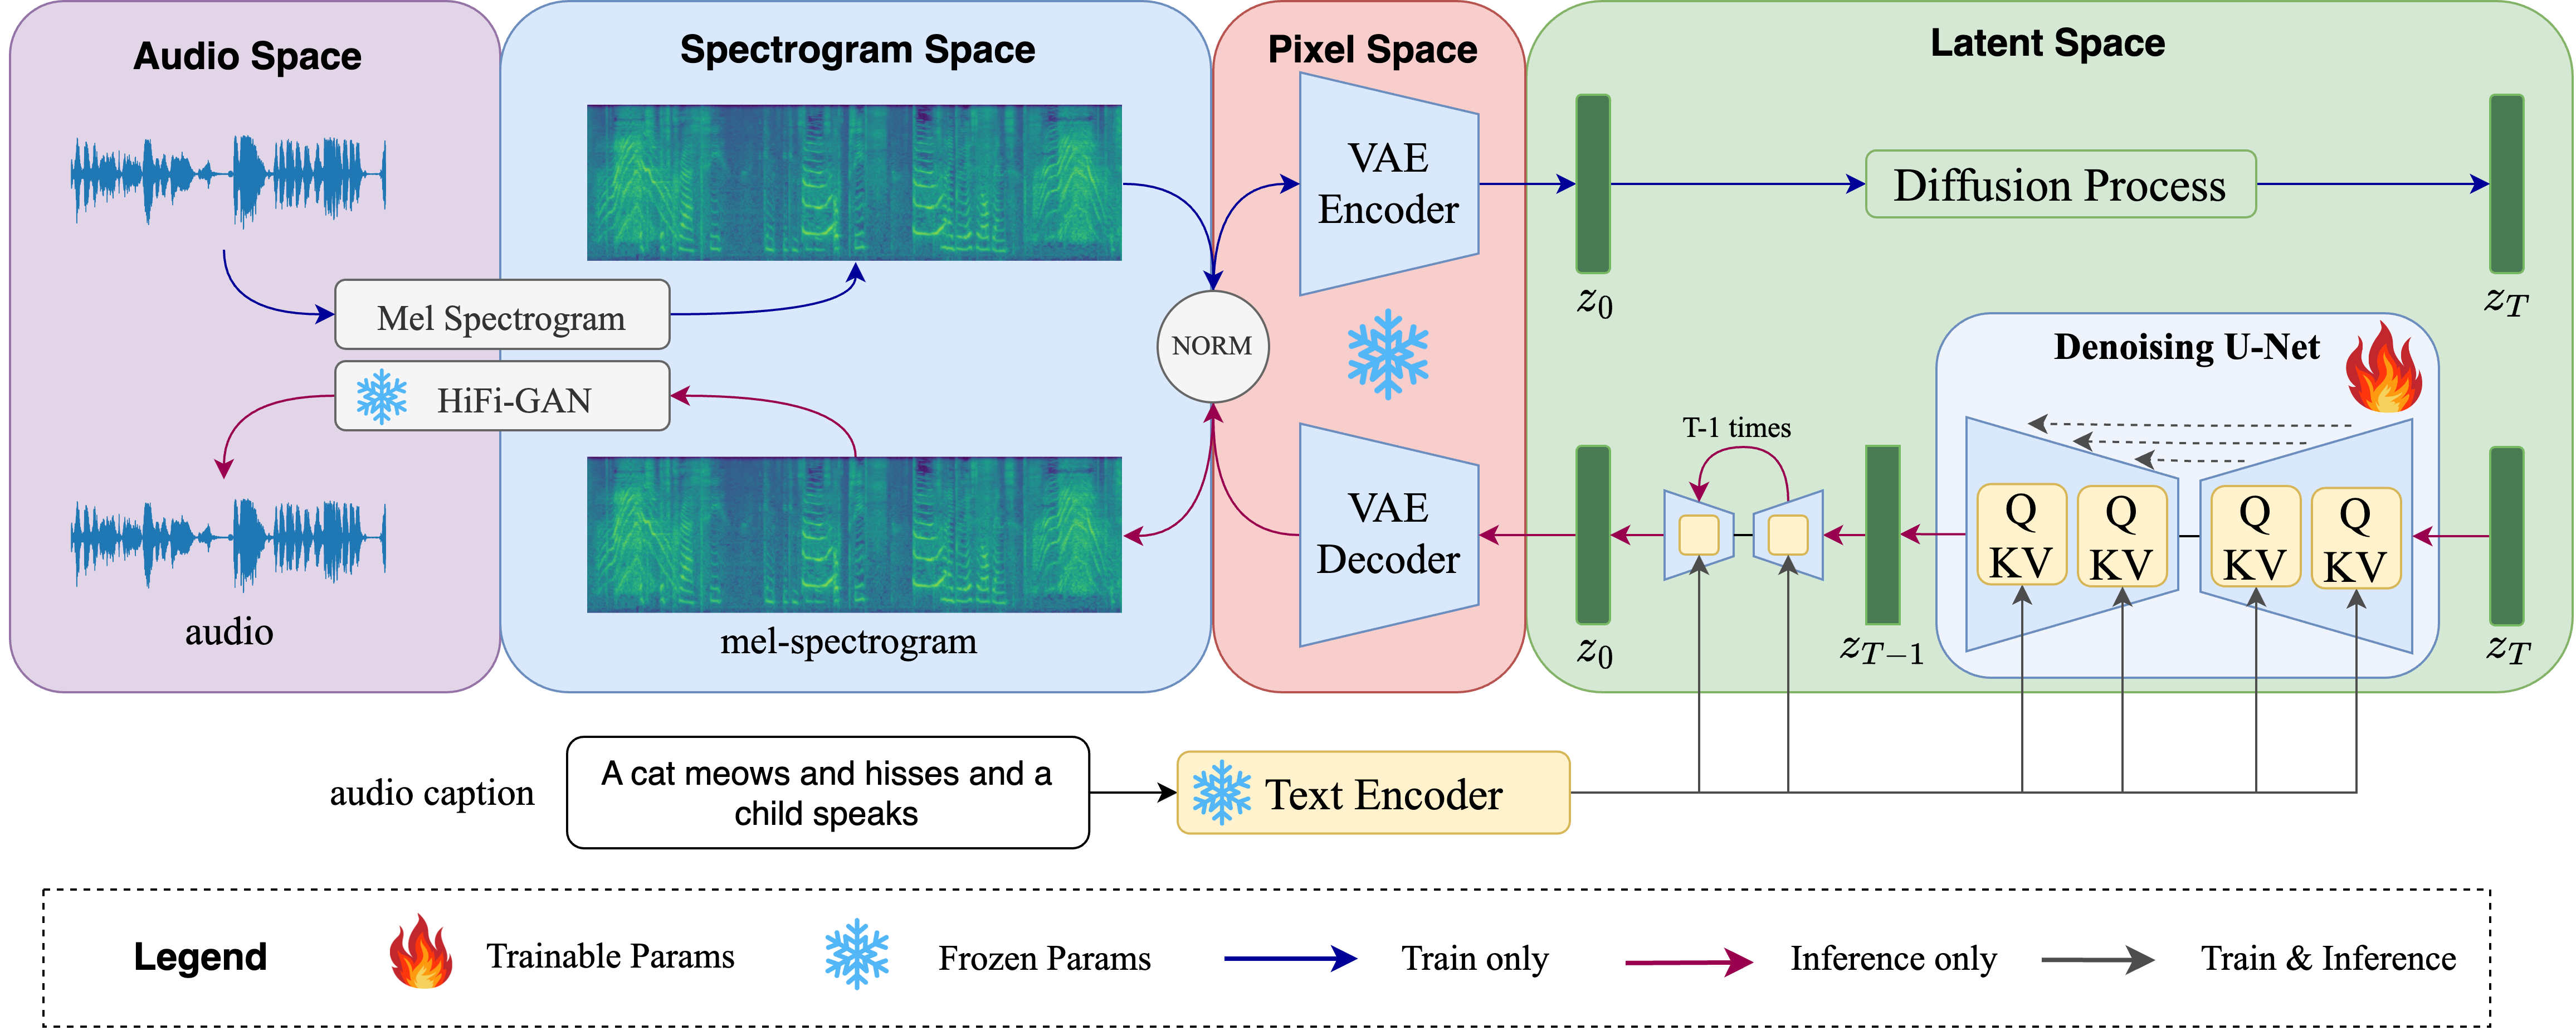 Audio Space
Spectrogram Space
Pixel Space
Latent Space
VAE
Encoder
Diffusion Process
z_0
z_T
Mel Spectrogram
NORM
Denoising U-Net
HiFi-GAN
T-1 times
VAE
Decoder
Q
KV
Q
KV
Q
KV
Q
KV
audio
mel-spectrogram
z_0
z_{T-1}
z_T
audio caption
A cat meows and hisses and a
child speaks
Text Encoder
Legend
Trainable Params
Frozen Params
Train only
Inference only
Train & Inference